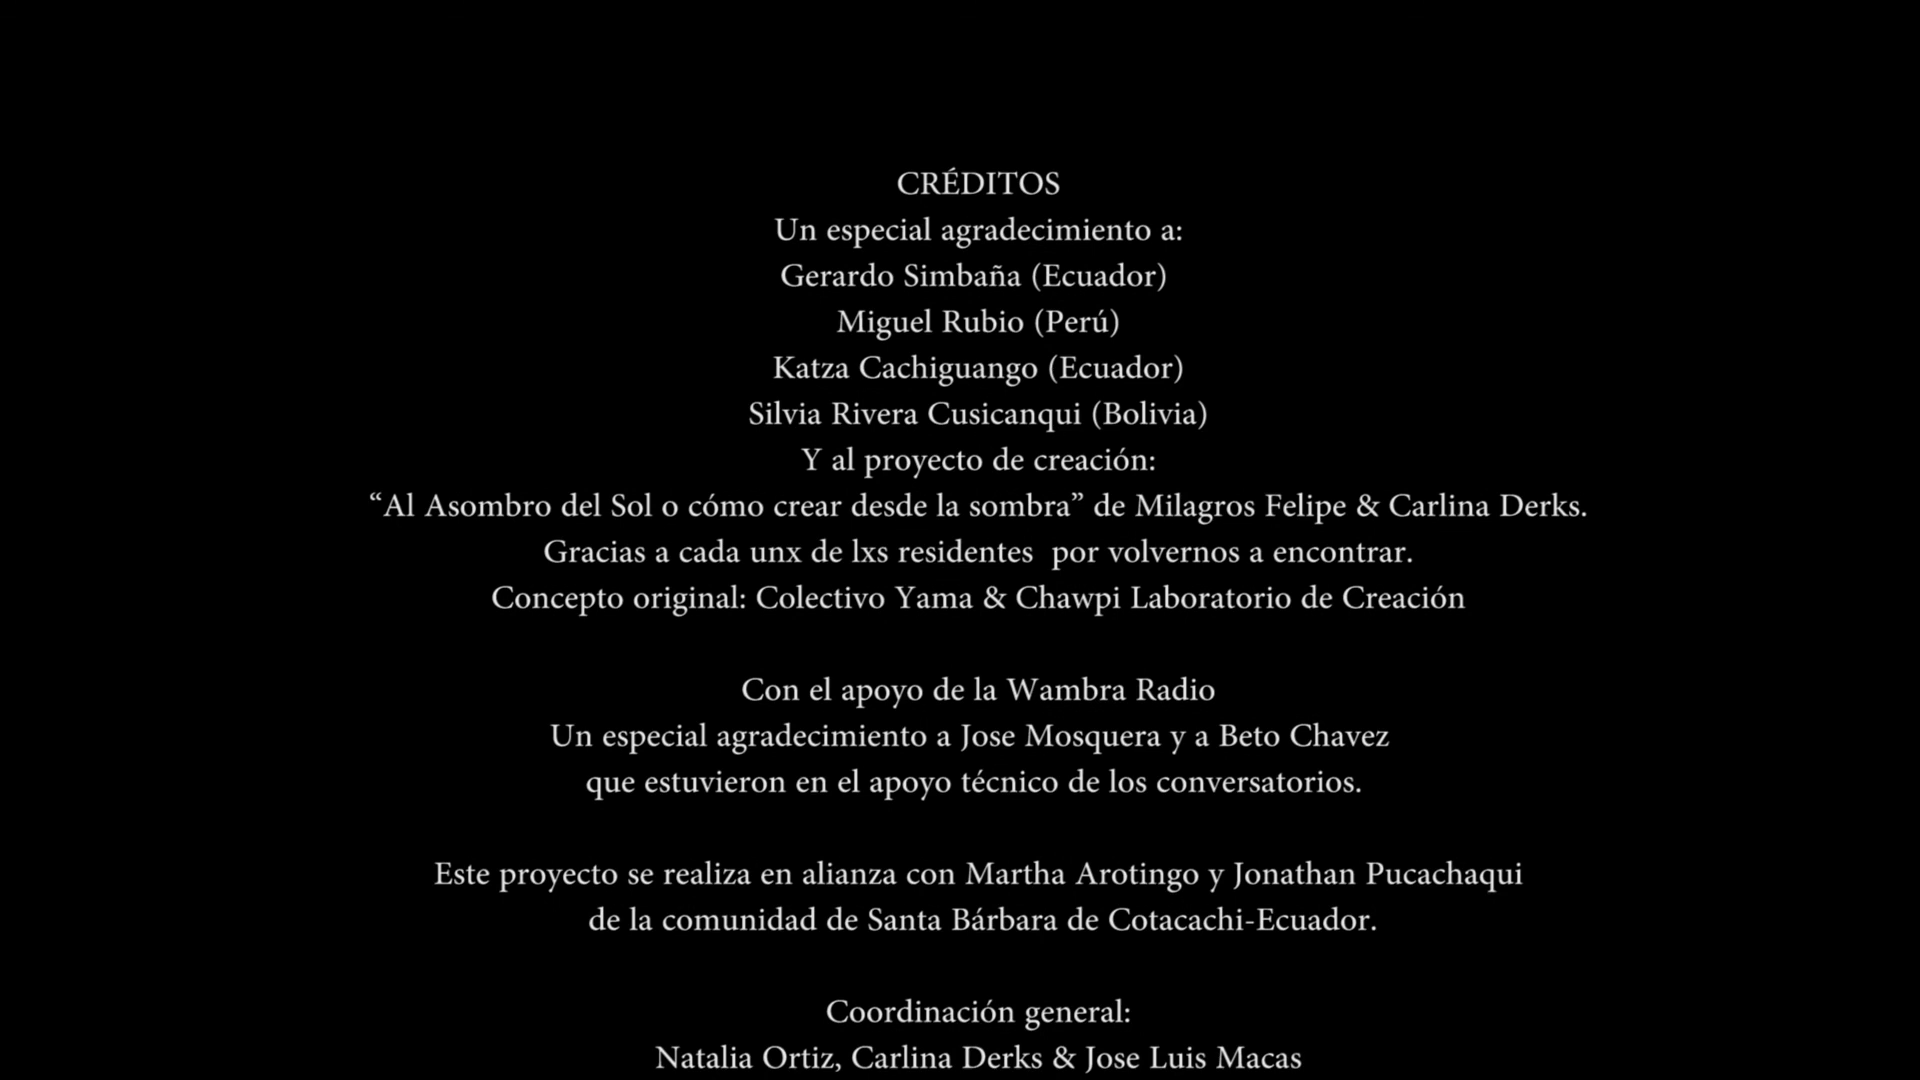 CRÉDITOS
Un especial agradecimiento a:
Gerardo Simbaña (Ecuador)
Miguel Rubio (Perú)
Katza Cachiguango (Ecuador)
Silvia Rivera Cusicanqui (Bolivia)
Y al proyecto de creación:
“Al Asombro del Sol o cómo crear desde la sombra” de Milagros Felipe & Carlina Derks.
Gracias a cada unx de lxs residentes  por volvernos a encontrar.
Concepto original: Colectivo Yama & Chawpi Laboratorio de Creación
Con el apoyo de la Wambra Radio
Un especial agradecimiento a Jose Mosquera y a Beto Chavez
que estuvieron en el apoyo técnico de los conversatorios.
Este proyecto se realiza en alianza con Martha Arotingo y Jonathan Pucachaqui
de la comunidad de Santa Bárbara de Cotacachi-Ecuador.
Coordinación general:
Natalia Ortiz, Carlina Derks & Jose Luis Macas